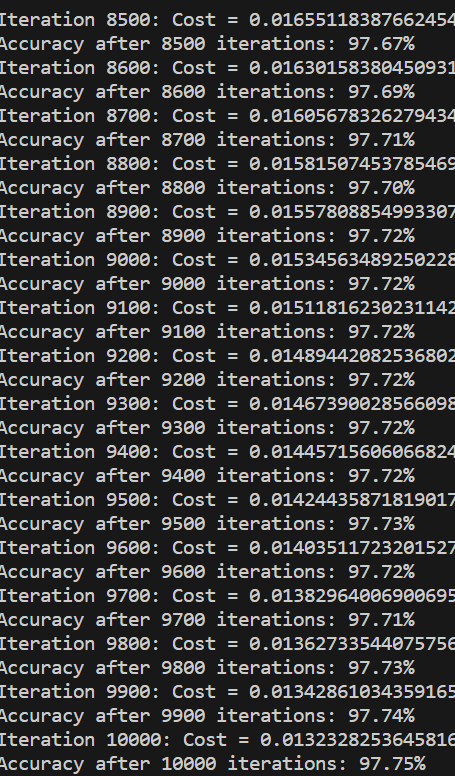 Iteration 8500: Cost = 0.01655118387662454
Accuracy after 8500 iterations: 97.67%
Iteration 8600: Cost = 0.01630158380450931
Accuracy after 8600 iterations: 97.69%
Iteration 8700: Cost = 0.01605678326279434
Accuracy after 8700 iterations: 97.71%
Iteration 8800: Cost = 0.01581507453785469
Accuracy after 8800 iterations: 97.70%
Iteration 8900: Cost = 0.01557808854993307
Accuracy after 8900 iterations: 97.72%
Iteration 9000: Cost = 0.01534563489250228
Accuracy after 9000 iterations: 97.72%
Iteration 9100: Cost = 0.01511816230231142
Accuracy after 9100 iterations: 97.72%
Iteration 9200: Cost = 0.01489442082536802
Accuracy after 9200 iterations: 97.72%
Iteration 9300: Cost = 0.01467390028566098
Accuracy after 9300 iterations: 97.72%
Iteration 9400: Cost = 0.01445715606066824
Accuracy after 9400 iterations: 97.72%
Iteration 9500: Cost = 0.01424435871819017
Accuracy after 9500 iterations: 97.73%
Iteration 9600: Cost = 0.01403511723201527
Accuracy after 9600 iterations: 97.72%
Iteration 9700: Cost = 0.01382964006900695
Accuracy after 9700 iterations: 97.71%
Iteration 9800: Cost = 0.01362733544075756
Accuracy after 9800 iterations: 97.73%
Iteration 9900: Cost = 0.01342861034359165
Accuracy after 9900 iterations: 97.74%
Iteration 10000: Cost = 0.0132328253645816
Accuracy after 10000 iterations: 97.75%